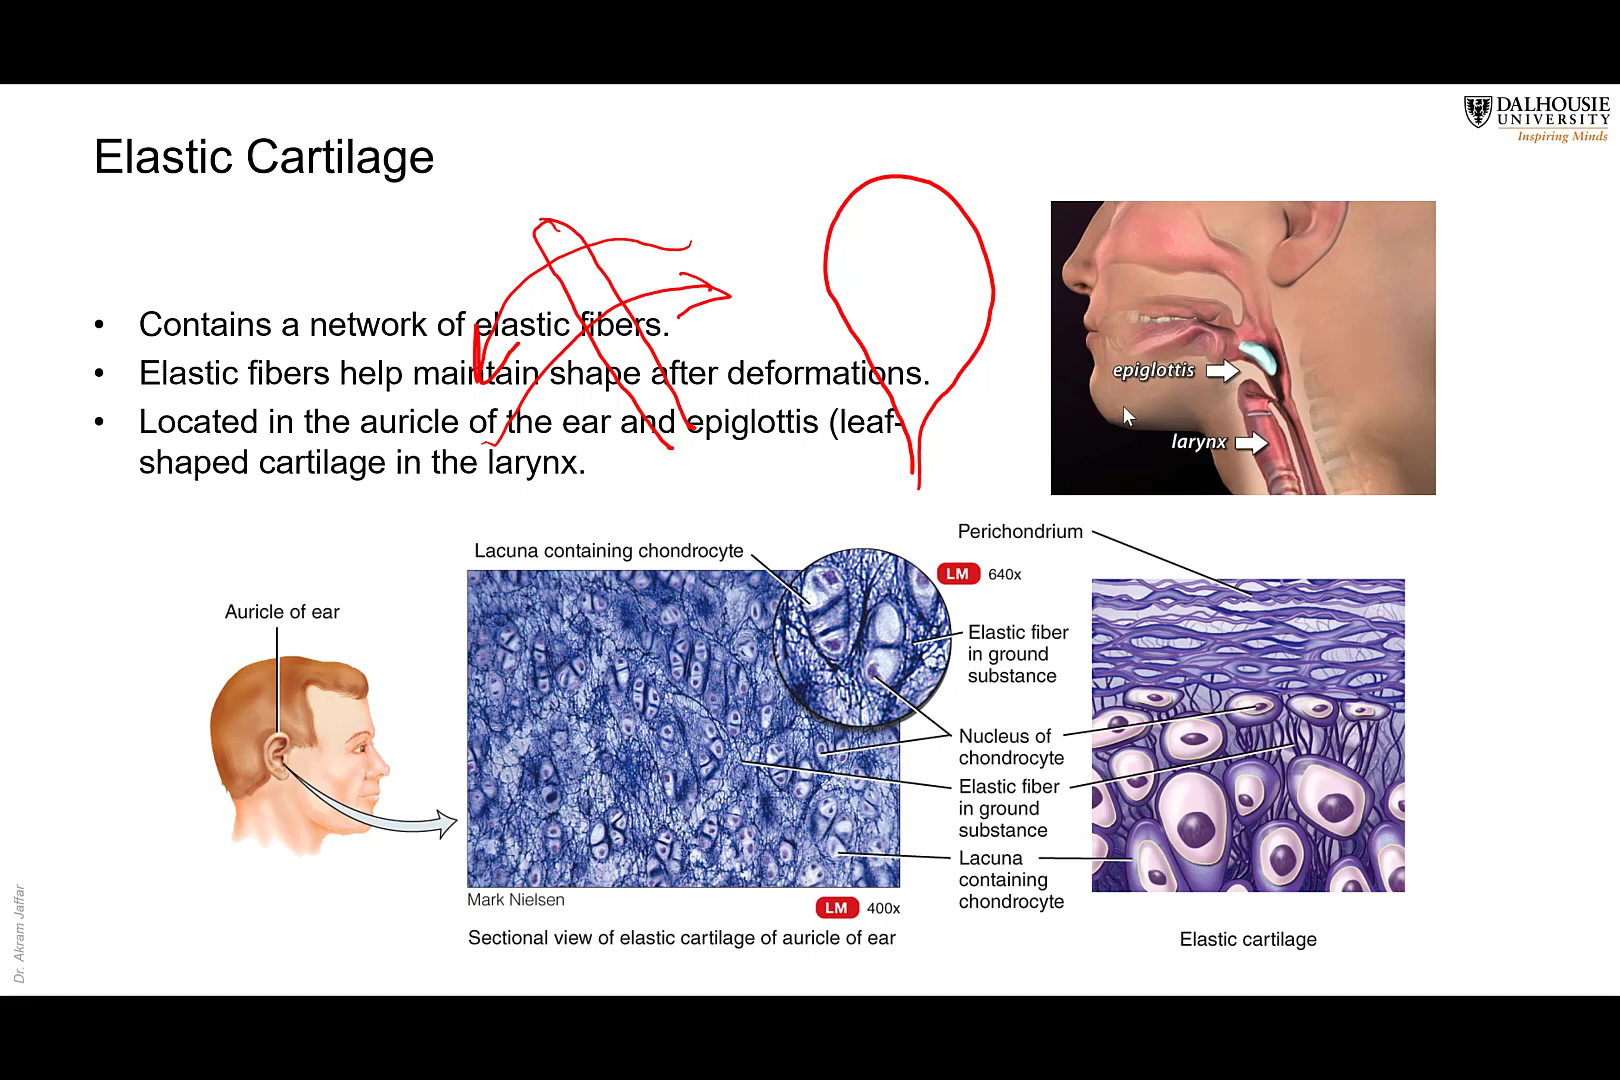 DALHOUSIE
UNIVERSITY
Inspiring Minds
Elastic Cartilage
• Contains a network of elastic fibers.
• Elastic fibers help maintain shape after deformations.
• Located in the auricle of the ear and epiglottis (leaf-
shaped cartilage in the larynx.
epiglottis
larynx
Perichondrium
Lacuna containing chondrocyte
LM 640x
Auricle of ear
Elastic fiber
in ground
substance
Nucleus of
chondrocyte
Elastic fiber
in ground
substance
Lacuna
containing
chondrocyte
Mark Nielsen
LM 400x
Sectional view of elastic cartilage of auricle of ear
Elastic cartilage
Dr. Akram Jaffar